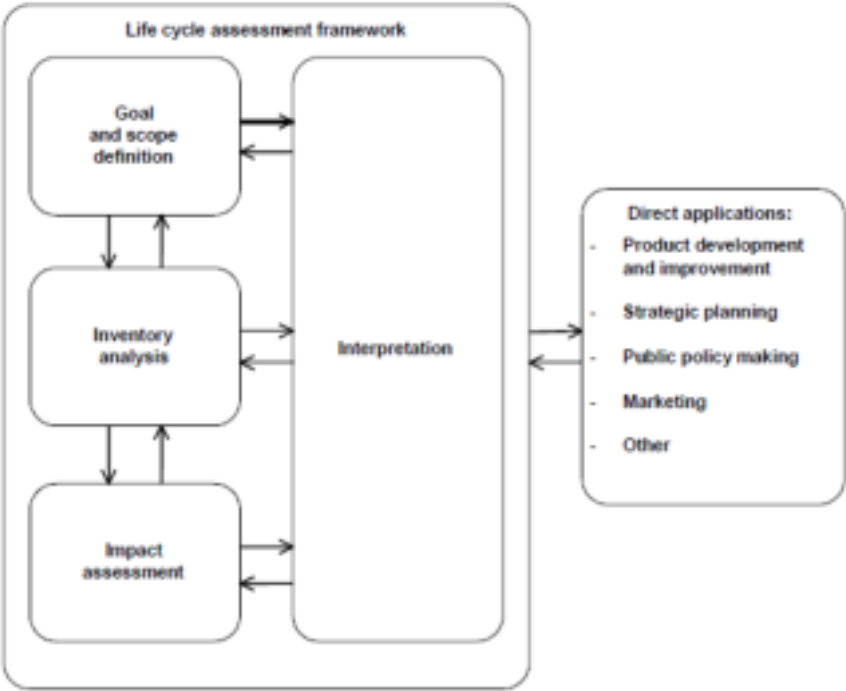 Life cycle assessment framework
Goal
and scope
definition
Inventory
analysis
Impact
assessment
Interpretation
Direct applications:
- Product development
and improvement
- Strategic planning
- Public policy making
- Marketing
- Other